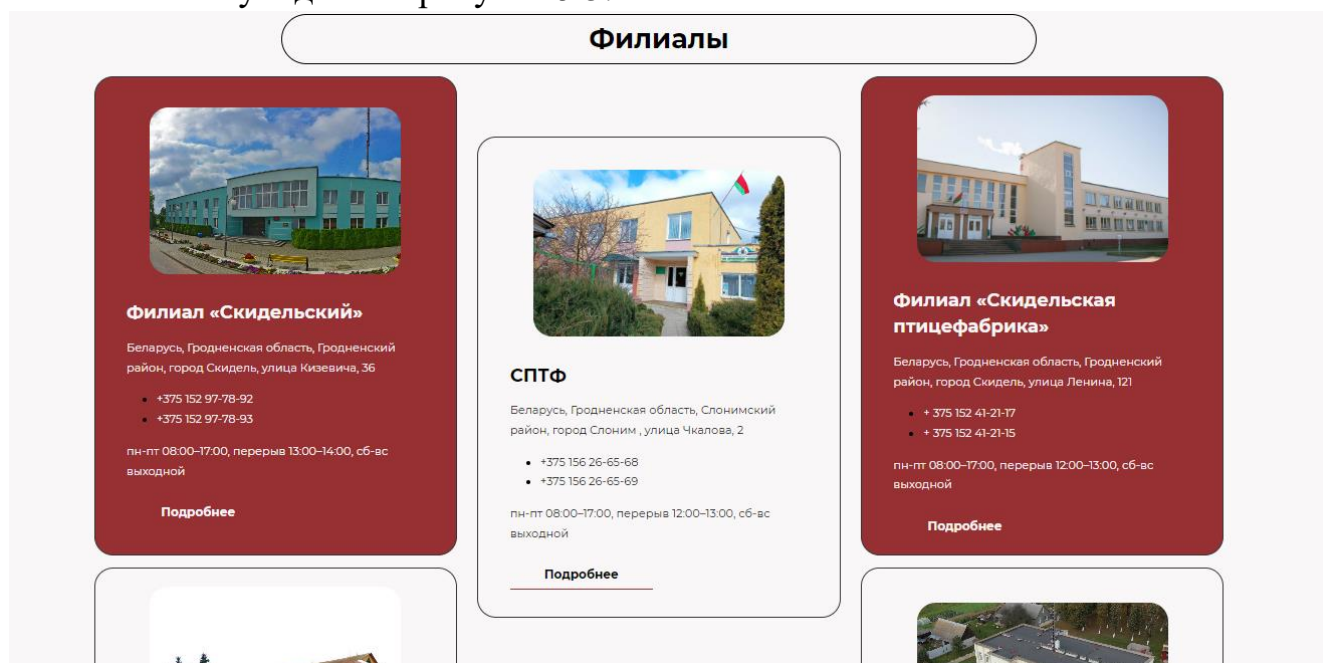 Филиалы
Филиал «Скидельский»
Беларусь, Гродненская область, Гродненский
район, город Скидель, улица Кизевича, 36
+375 152 97-78-92
+375 152 97-78-93
пн-пт 08:00–17:00, перерыв 13:00–14:00, сб-вс
выходной
Подробнее
СПТФ
Беларусь, Гродненская область, Слонимский
район, город Слоним , улица Чкалова, 2
+375 156 26-65-68
+375 156 26-65-69
пн-пт 08:00–17:00, перерыв 12:00–13:00, сб-вс
выходной
Подробнее
Филиал «Скидельская
птицефабрика»
Беларусь, Гродненская область, Гродненский
район, город Скидель, улица Ленина, 121
+ 375 152 41-21-17
+ 375 152 41-21-15
пн-пт 08:00–17:00, перерыв 12:00–13:00, сб-вс
выходной
Подробнее